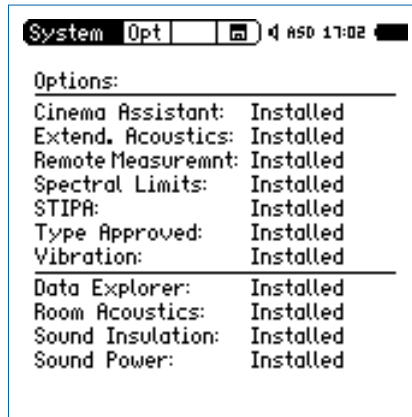 System Opt ASD 17:02
Options:
Cinema Assistant: Installed
Extend. Acoustics: Installed
Remote Measuremnt: Installed
Spectral Limits: Installed
STIPA: Installed
Type Approved: Installed
Vibration: Installed
Data Explorer: Installed
Room Acoustics: Installed
Sound Insulation: Installed
Sound Power: Installed